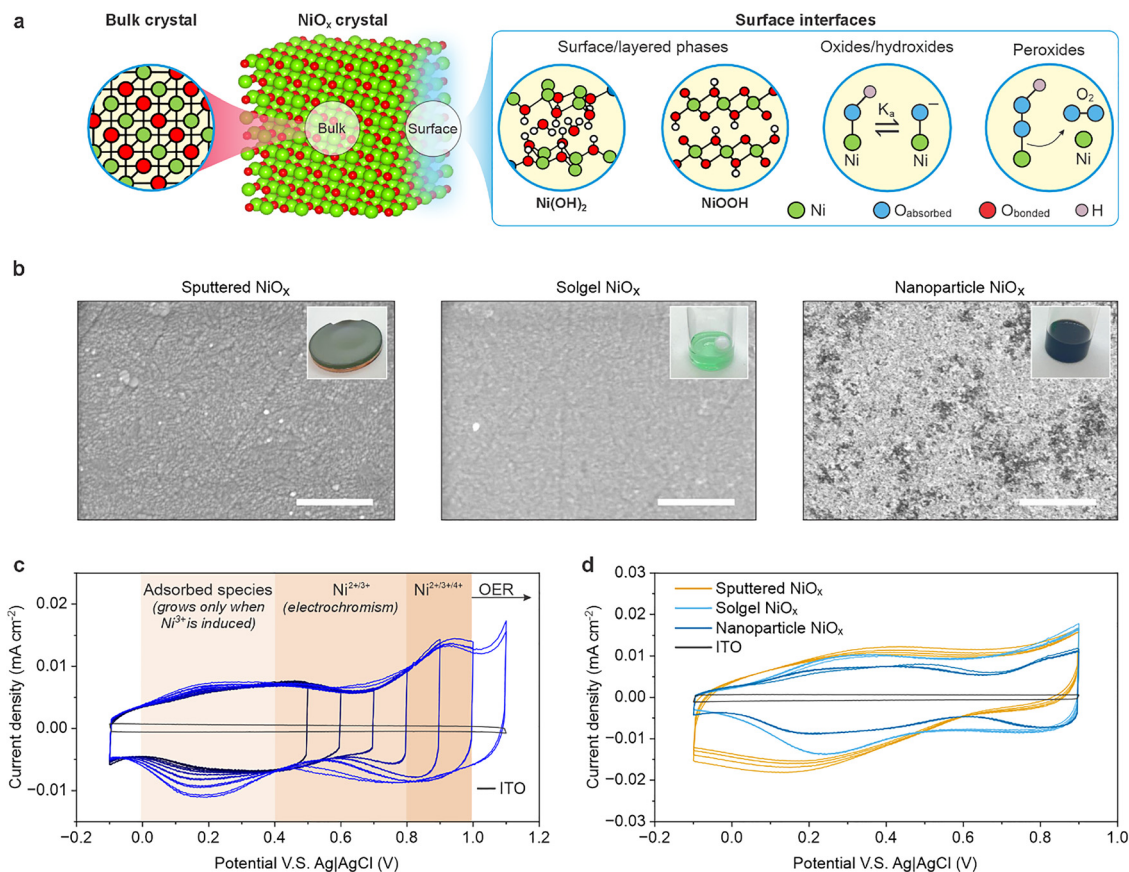 a
Bulk crystal
NiOx crystal
Surface interfaces
Surface/layered phases
Oxides/hydroxides
Peroxides
Bulk
Surface
Ka
Ni
−
Ni
O2
Ni
Ni(OH)2
NiOOH
Ni
Oabsorbed
Obonded
H
b
Sputtered NiOx
Solgel NiOx
Nanoparticle NiOx
c
Adsorbed species
(grows only when
Ni3+ is induced)
Ni2+/3+
(electrochromism)
Ni2+/3+/4+
OER
ITO
0.02
0.01
0.00
−0.01
−0.2
0.0
0.2
0.4
0.6
0.8
1.0
1.2
Current density (mA cm-2)
Potential V.S. Ag|AgCl (V)
d
Sputtered NiOx
Solgel NiOx
Nanoparticle NiOx
ITO
0.03
0.02
0.01
0.00
−0.01
−0.02
−0.03
0.0
0.2
0.4
0.6
0.8
1.0
Current density (mA cm-2)
Potential V.S. Ag|AgCl (V)